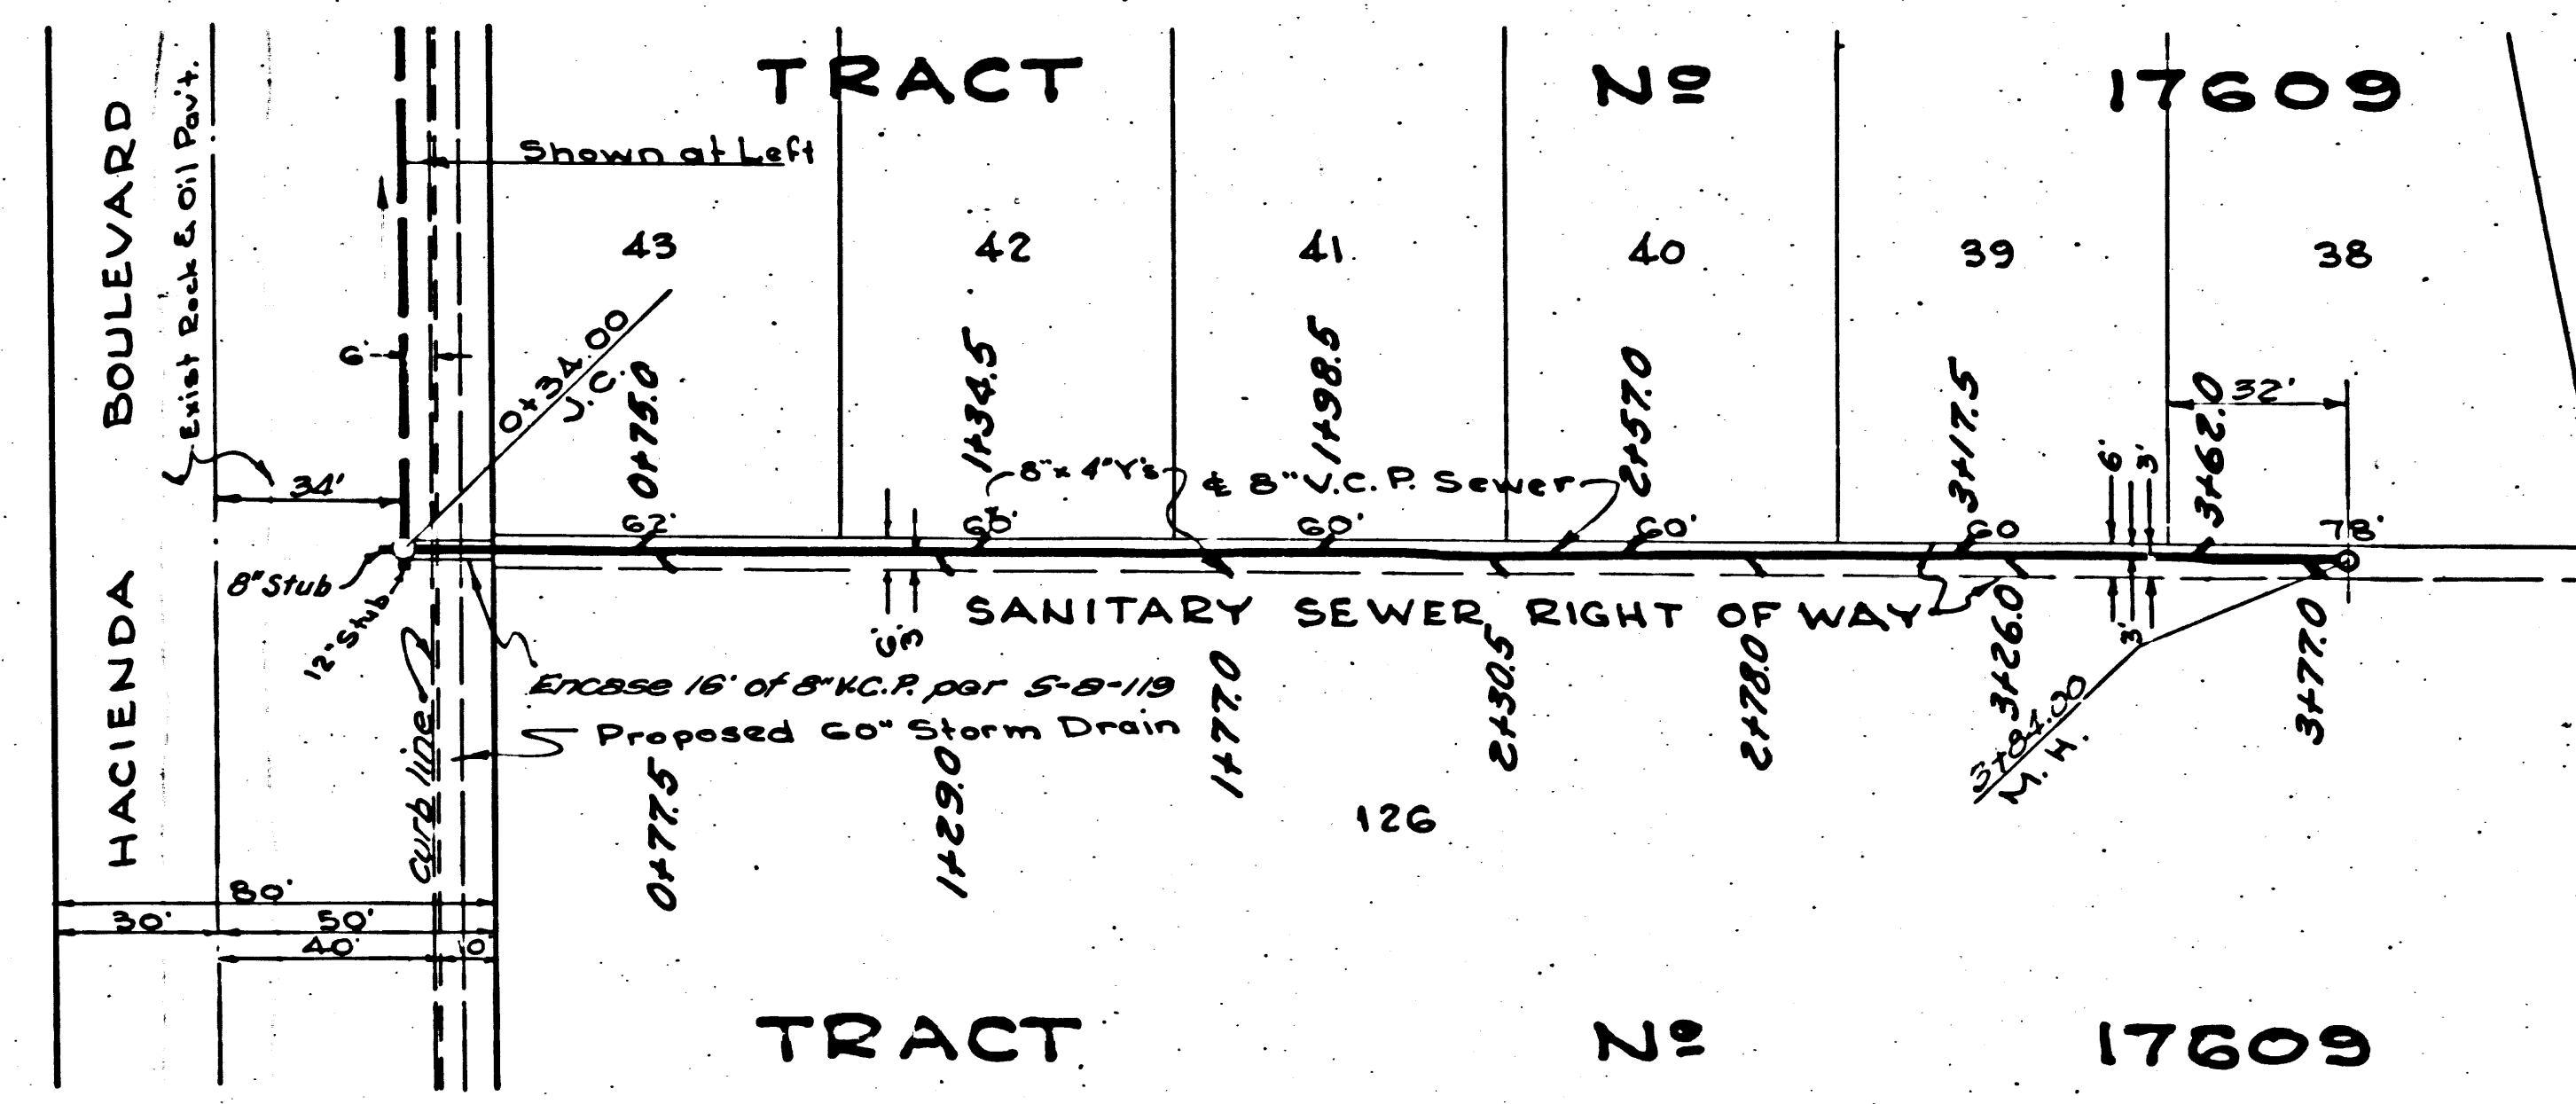 TRACT Nº 17609
HACIENDA BOULEVARD
Exist Rock & Oil Pav't.
Shown at Left
43
42
41
40
39
38
6'
0+34.00
J.C.
0+75.0
1+34.5
1+98.5
2+57.0
3+17.5
3+62.0
32'
34'
8"x 4"Y's
℄ 8" V.C.P. Sewer
6'
3'
62'
60'
60'
60'
60
78'
8" Stub
12" Stub
6'
3'
SANITARY SEWER RIGHT OF WAY
3'
curb line
Encase 16' of 8" V.C.P. per S-a-119
Proposed 60" Storm Drain
0+77.5
1+29.0
1+77.0
2+30.5
2+78.0
3+26.0
3+84.00
M.H.
3+77.0
126
80'
30'
50'
40'
10'
TRACT Nº 17609